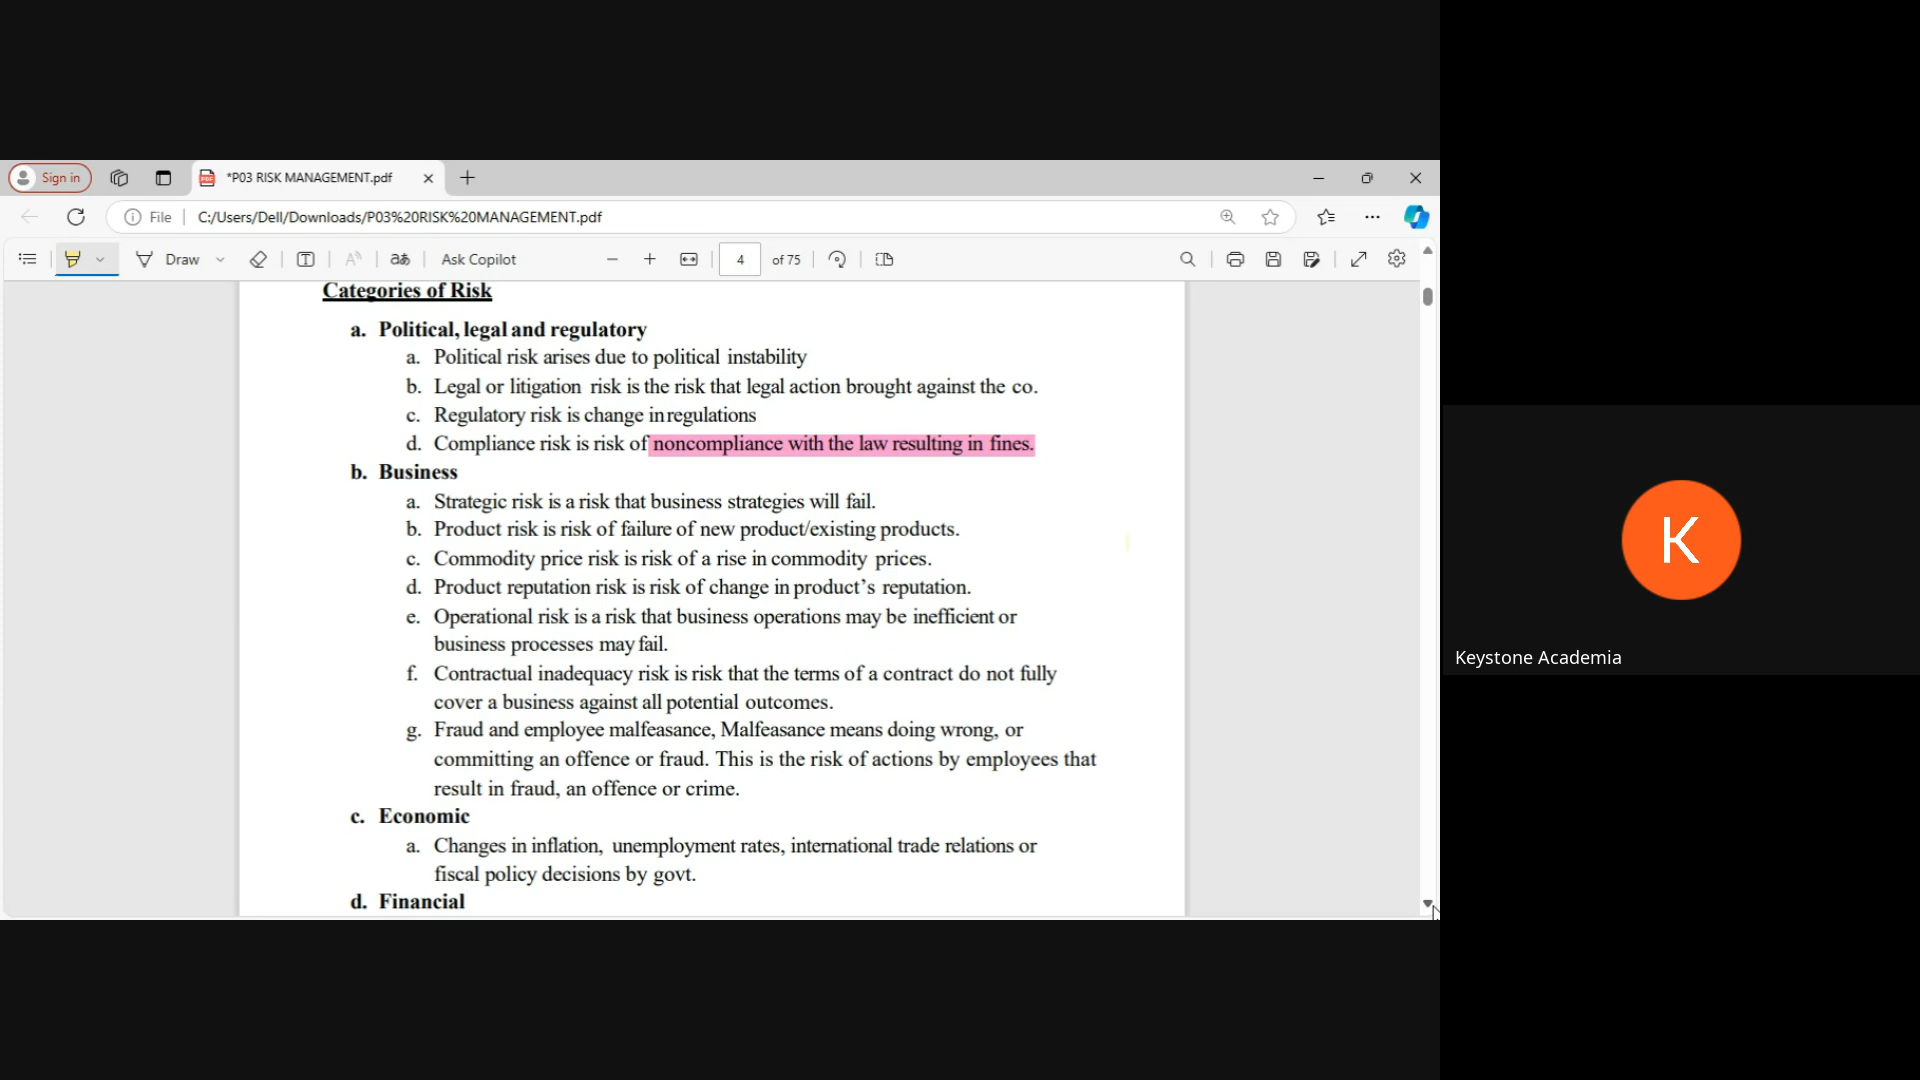 Sign in
*P03 RISK MANAGEMENT.pdf
File
C:/Users/Dell/Downloads/P03%20RISK%20MANAGEMENT.pdf
Draw
aあ
Ask Copilot
4 of 75
Categories of Risk
a. Political, legal and regulatory
a. Political risk arises due to political instability
b. Legal or litigation risk is the risk that legal action brought against the co.
c. Regulatory risk is change in regulations
d. Compliance risk is risk of noncompliance with the law resulting in fines.
b. Business
a. Strategic risk is a risk that business strategies will fail.
b. Product risk is risk of failure of new product/existing products.
c. Commodity price risk is risk of a rise in commodity prices.
d. Product reputation risk is risk of change in product’s reputation.
e. Operational risk is a risk that business operations may be inefficient or
business processes may fail.
f. Contractual inadequacy risk is risk that the terms of a contract do not fully
cover a business against all potential outcomes.
g. Fraud and employee malfeasance, Malfeasance means doing wrong, or
committing an offence or fraud. This is the risk of actions by employees that
result in fraud, an offence or crime.
c. Economic
a. Changes in inflation, unemployment rates, international trade relations or
fiscal policy decisions by govt.
d. Financial
K
Keystone Academia